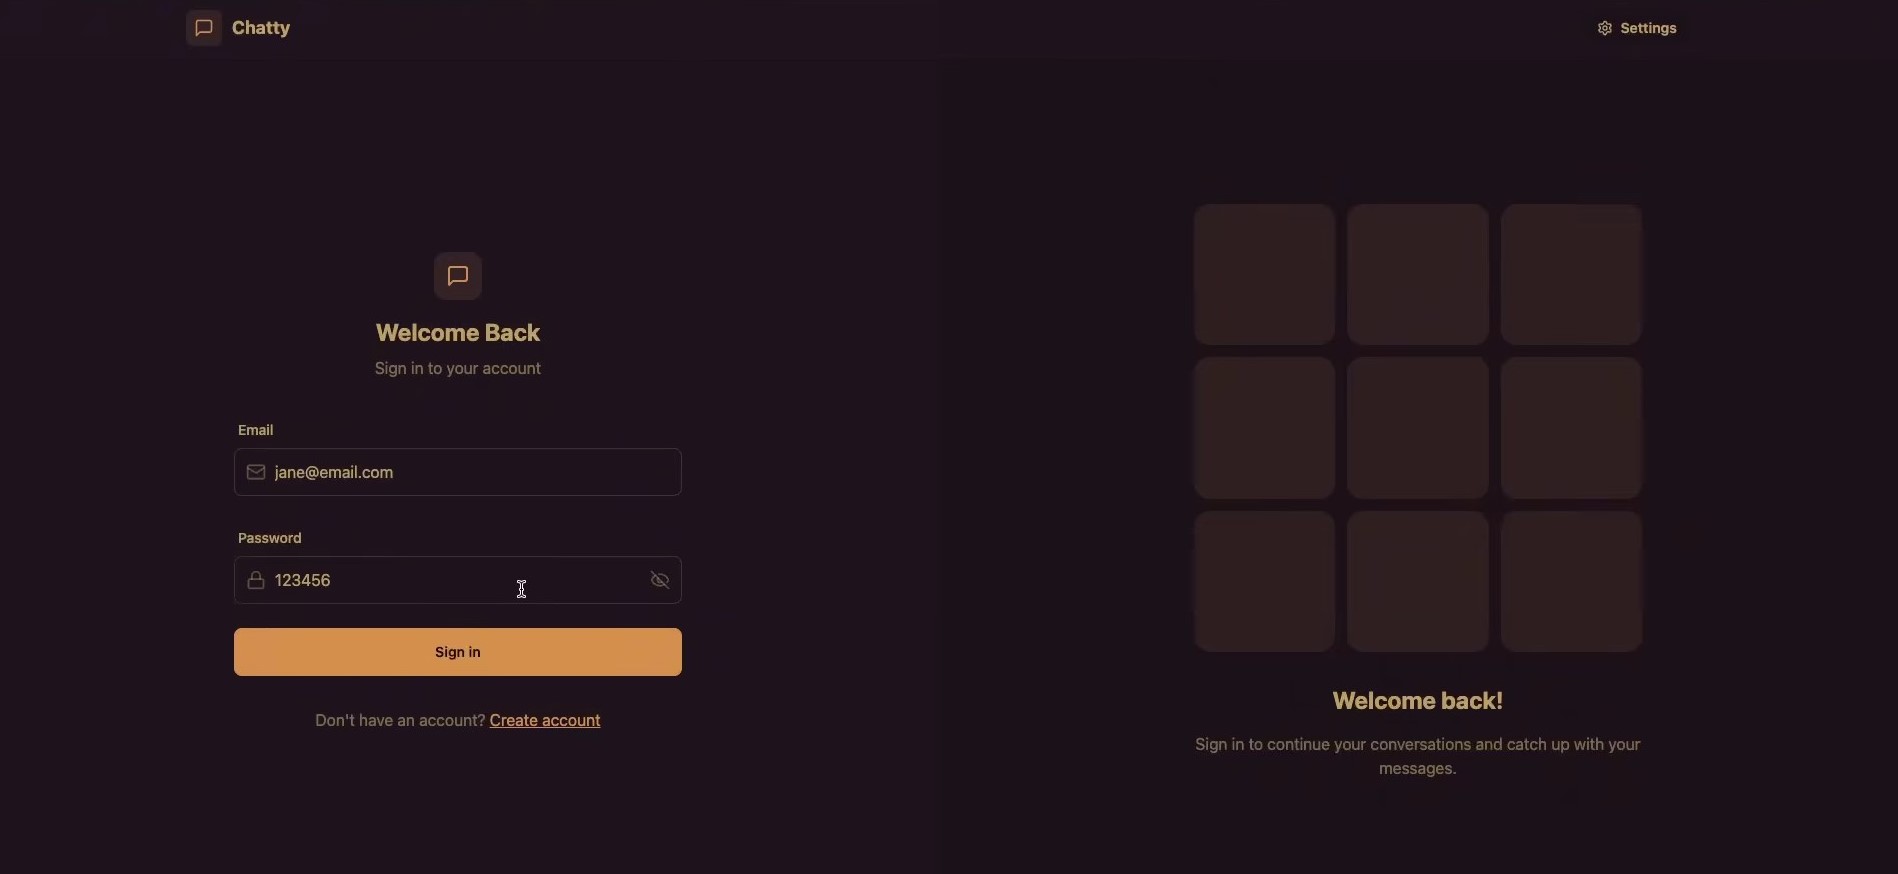 Chatty
Settings
Welcome Back
Sign in to your account
Email
jane@email.com
Password
123456
Sign in
Don't have an account? Create account
Welcome back!
Sign in to continue your conversations and catch up with your
messages.